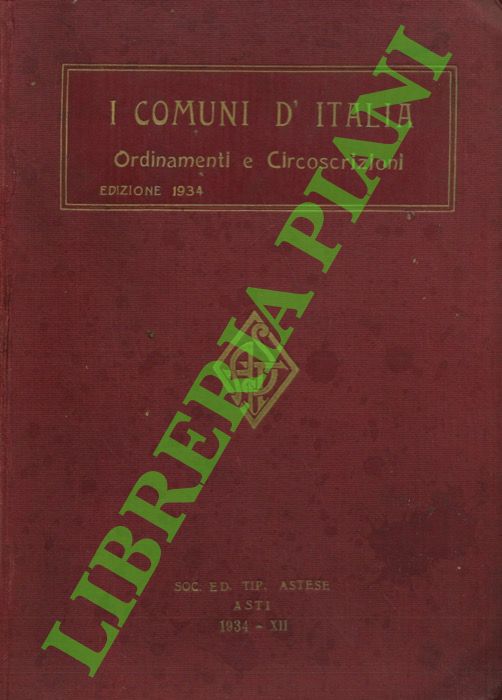 I COMUNI D' ITALIA
Ordinamenti e Circoscrizioni
EDIZIONE 1934
LIBRERIA PIANI
SOC. ED. TIP. ASTESE
ASTI
1934 - XII